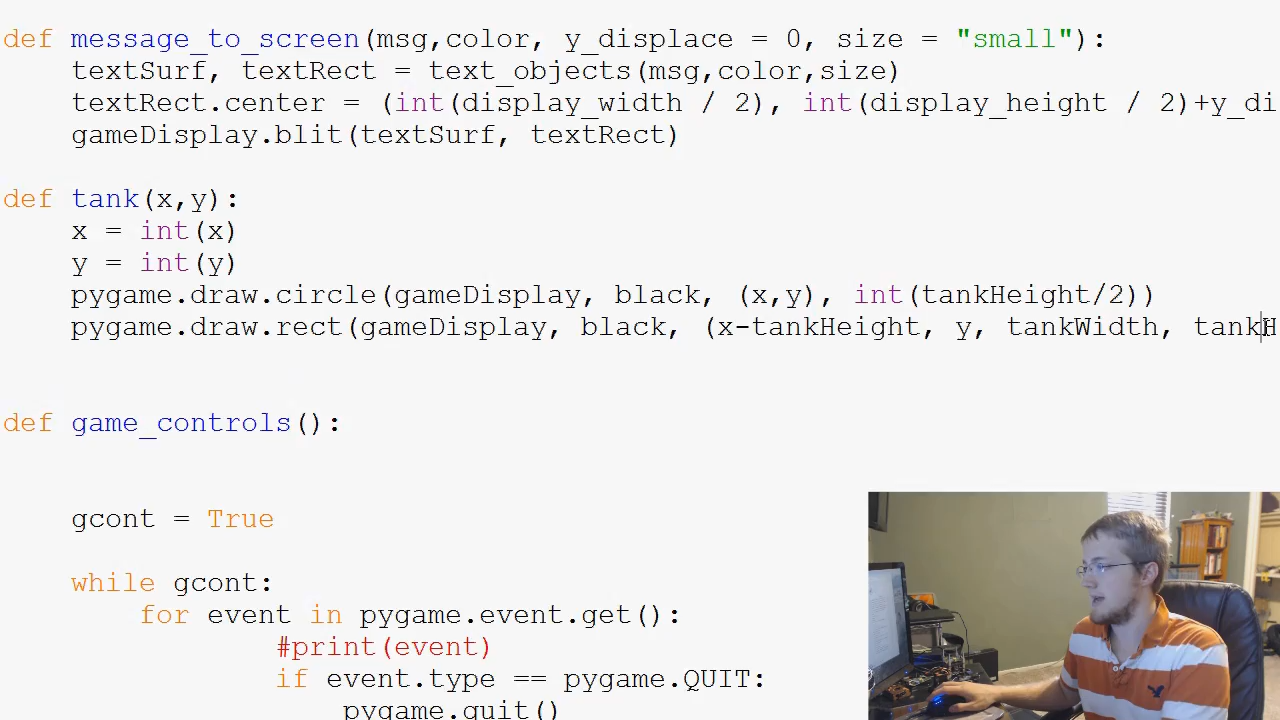 def message_to_screen(msg,color, y_displace = 0, size = "small"):
textSurf, textRect = text_objects(msg,color,size)
textRect.center = (int(display_width / 2), int(display_height / 2)+y_di
gameDisplay.blit(textSurf, textRect)
def tank(x,y):
x = int(x)
y = int(y)
pygame.draw.circle(gameDisplay, black, (x,y), int(tankHeight/2))
pygame.draw.rect(gameDisplay, black, (x-tankHeight, y, tankWidth, tankH
def game_controls():
gcont = True
while gcont:
for event in pygame.event.get():
#print(event)
if event.type == pygame.QUIT:
pygame.quit()